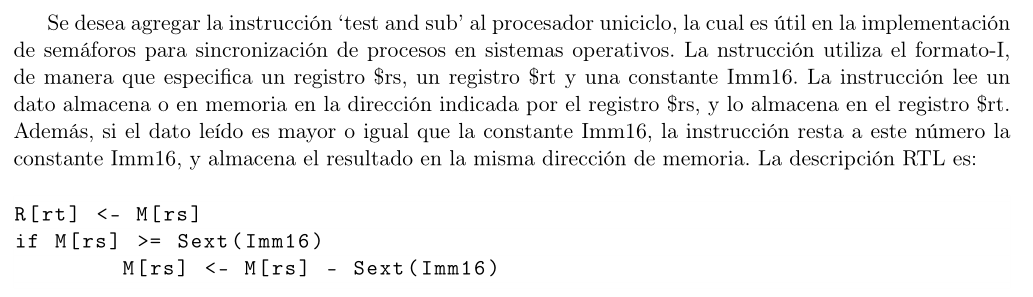 Se desea agregar la instrucción ‘test and sub’ al procesador uniciclo, la cual es útil en la implementación
de semáforos para sincronización de procesos en sistemas operativos. La nstrucción utiliza el formato-I,
de manera que especifica un registro $rs, un registro $rt y una constante Imm16. La instrucción lee un
dato almacena o en memoria en la dirección indicada por el registro $rs, y lo almacena en el registro $rt.
Además, si el dato leído es mayor o igual que la constante Imm16, la instrucción resta a este número la
constante Imm16, y almacena el resultado en la misma dirección de memoria. La descripción RTL es:
R[rt] <- M[rs]
if M[rs] >= Sext(Imm16)
M[rs] <- M[rs] - Sext(Imm16)